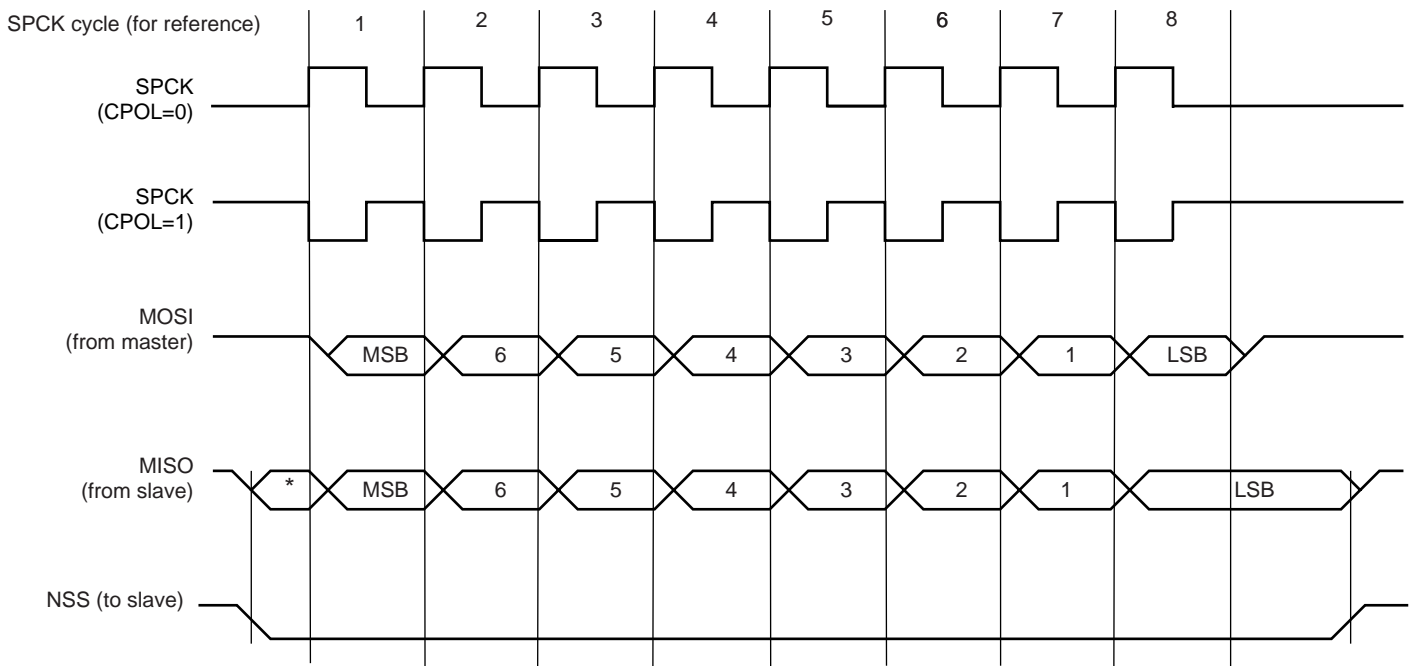 SPCK cycle (for reference) 1 2 3 4 5 6 7 8
SPCK
(CPOL=0)
SPCK
(CPOL=1)
MOSI
(from master)
MSB 6 5 4 3 2 1 LSB
MISO
(from slave)
* MSB 6 5 4 3 2 1 LSB
NSS (to slave)